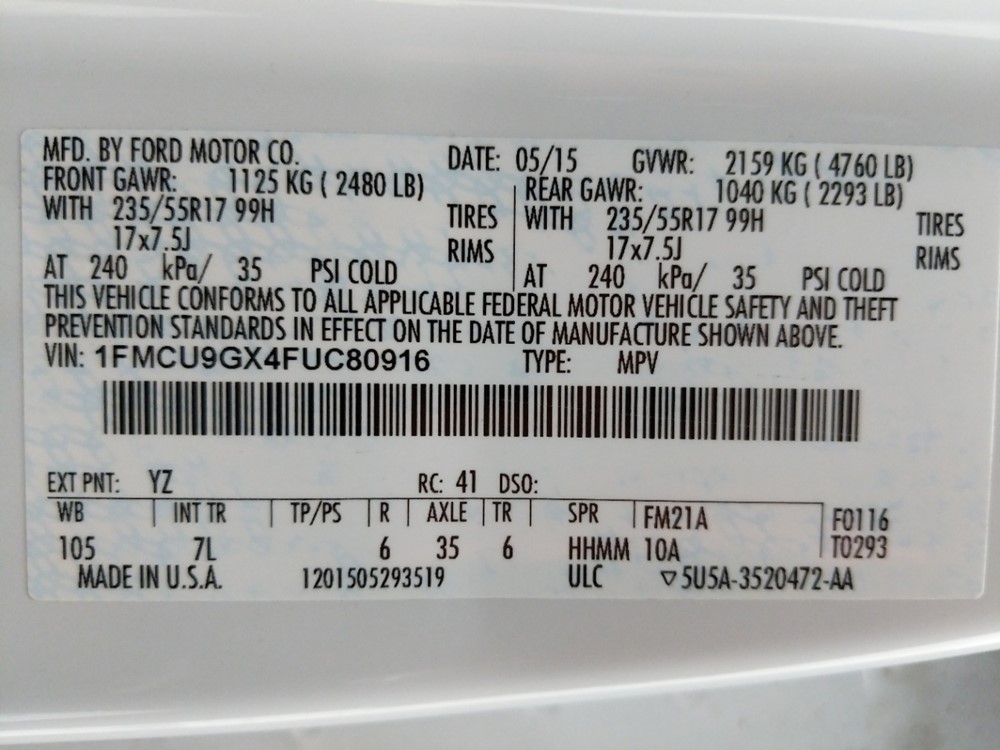 MFD. BY FORD MOTOR CO. DATE: 05/15 GVWR: 2159 KG ( 4760 LB)
FRONT GAWR: 1125 KG ( 2480 LB) REAR GAWR: 1040 KG ( 2293 LB)
WITH 235/55R17 99H TIRES WITH 235/55R17 99H TIRES
17x7.5J RIMS 17x7.5J RIMS
AT 240 kPa/ 35 PSI COLD AT 240 kPa/ 35 PSI COLD
THIS VEHICLE CONFORMS TO ALL APPLICABLE FEDERAL MOTOR VEHICLE SAFETY AND THEFT
PREVENTION STANDARDS IN EFFECT ON THE DATE OF MANUFACTURE SHOWN ABOVE.
VIN: 1FMCU9GX4FUC80916 TYPE: MPV
EXT PNT: YZ RC: 41 DSO:
WB INT TR TP/PS R AXLE TR SPR FM21A F0116
105 7L 6 35 6 HHMM 10A T0293
MADE IN U.S.A. 1201505293519 ULC ▽5U5A-3520472-AA